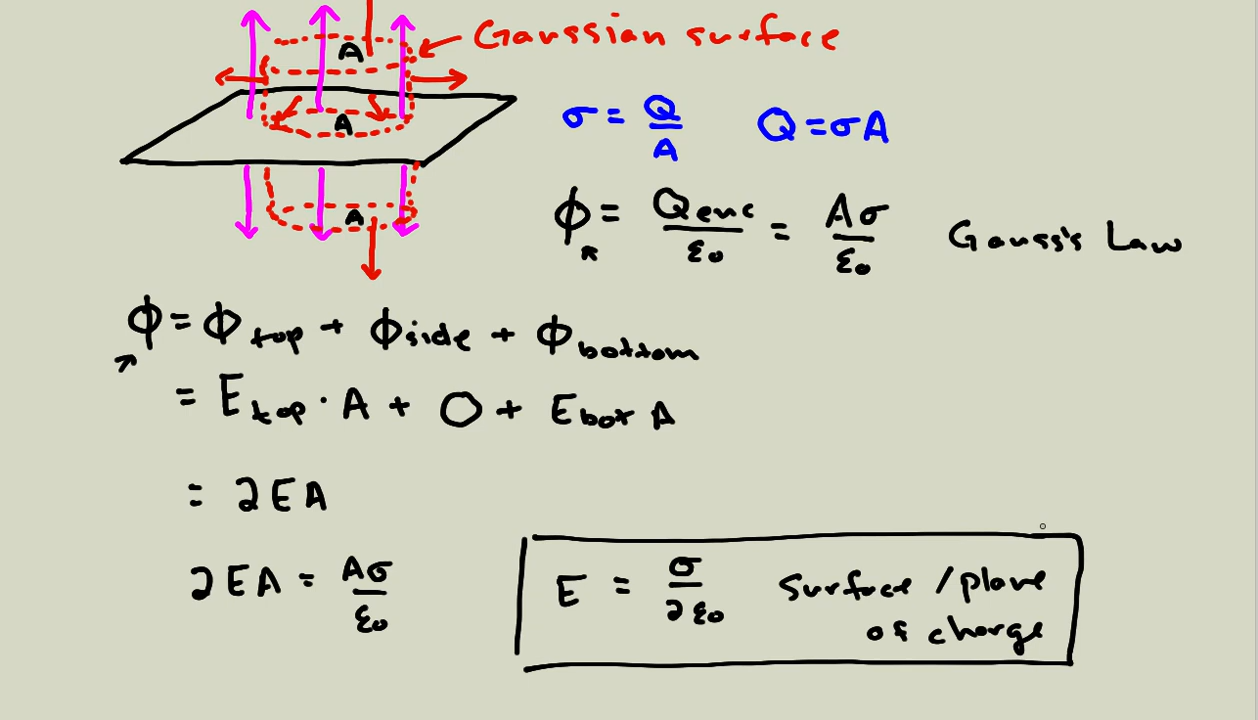 A
Gaussian surface
A
σ = Q/A Q = σA
A
ϕ = Qenc/ε₀ = Aσ/ε₀ Gauss's Law
ϕ = ϕtop + ϕside + ϕbottom
= Etop · A + 0 + Ebot A
= 2EA
2EA = Aσ/ε₀
E = σ/2ε₀ surface / plane
of charge